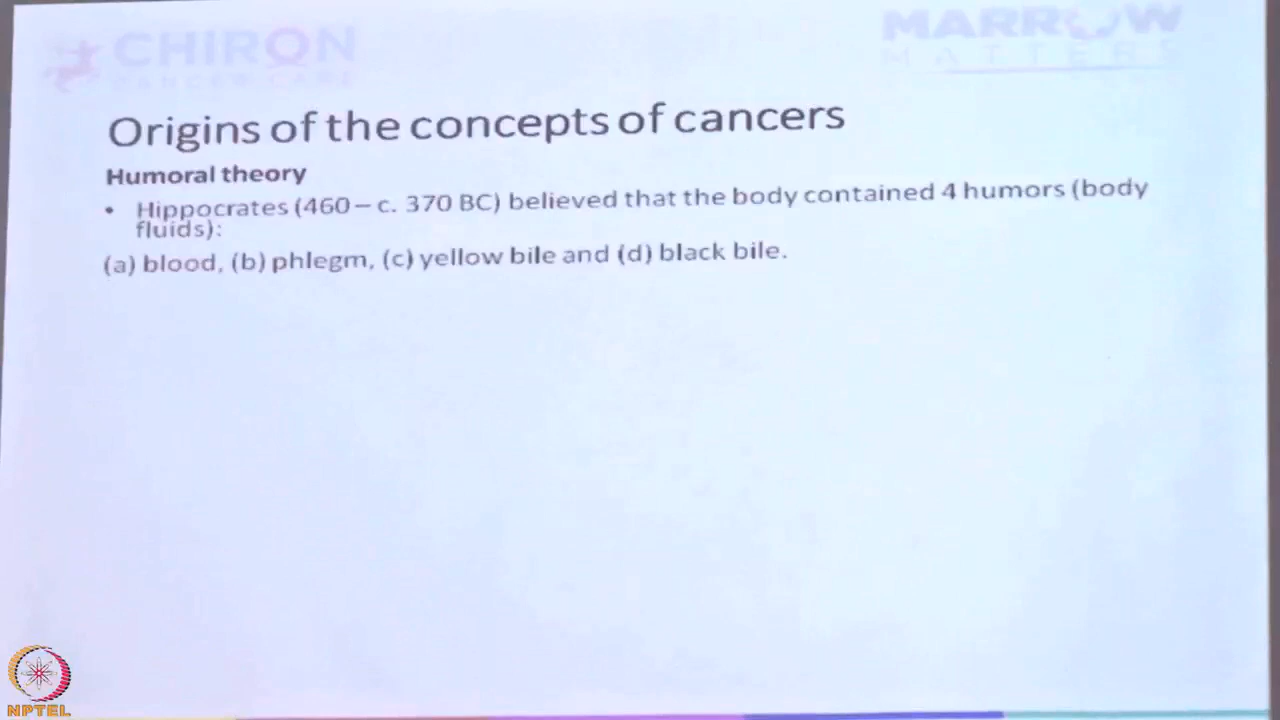 CHIRON
CANCER CARE
MARROW
MATTERS
Origins of the concepts of cancers
Humoral theory
• Hippocrates (460 – c. 370 BC) believed that the body contained 4 humors (body
fluids):
(a) blood, (b) phlegm, (c) yellow bile and (d) black bile.
NPTEL